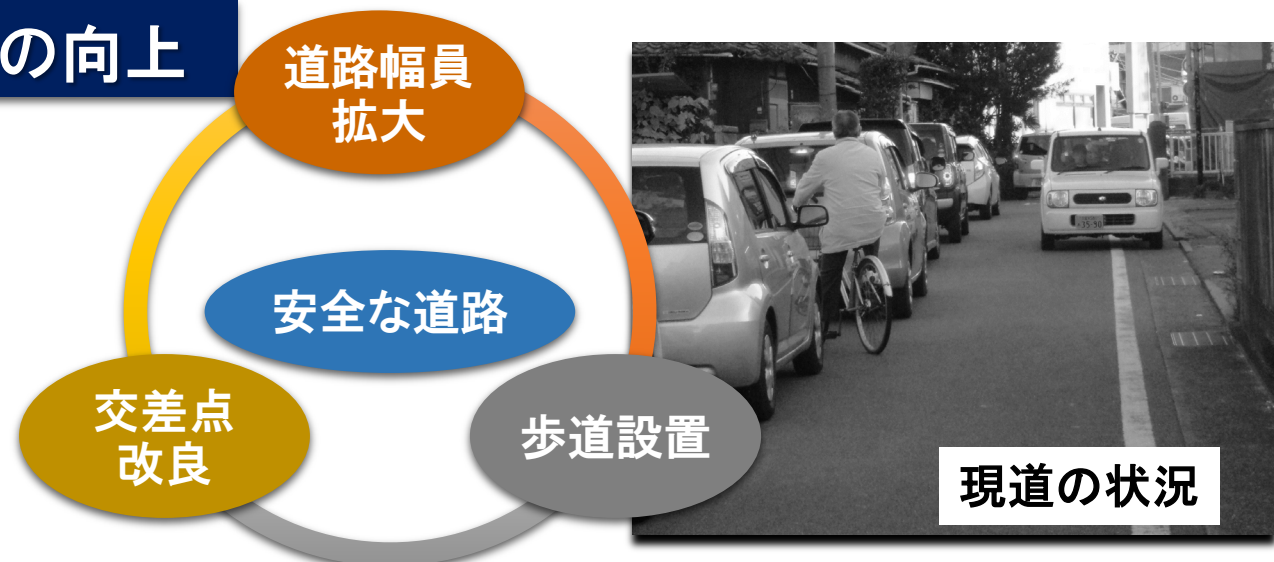 の向上
道路幅員
拡大
安全な道路
交差点
改良
歩道設置
現道の状況